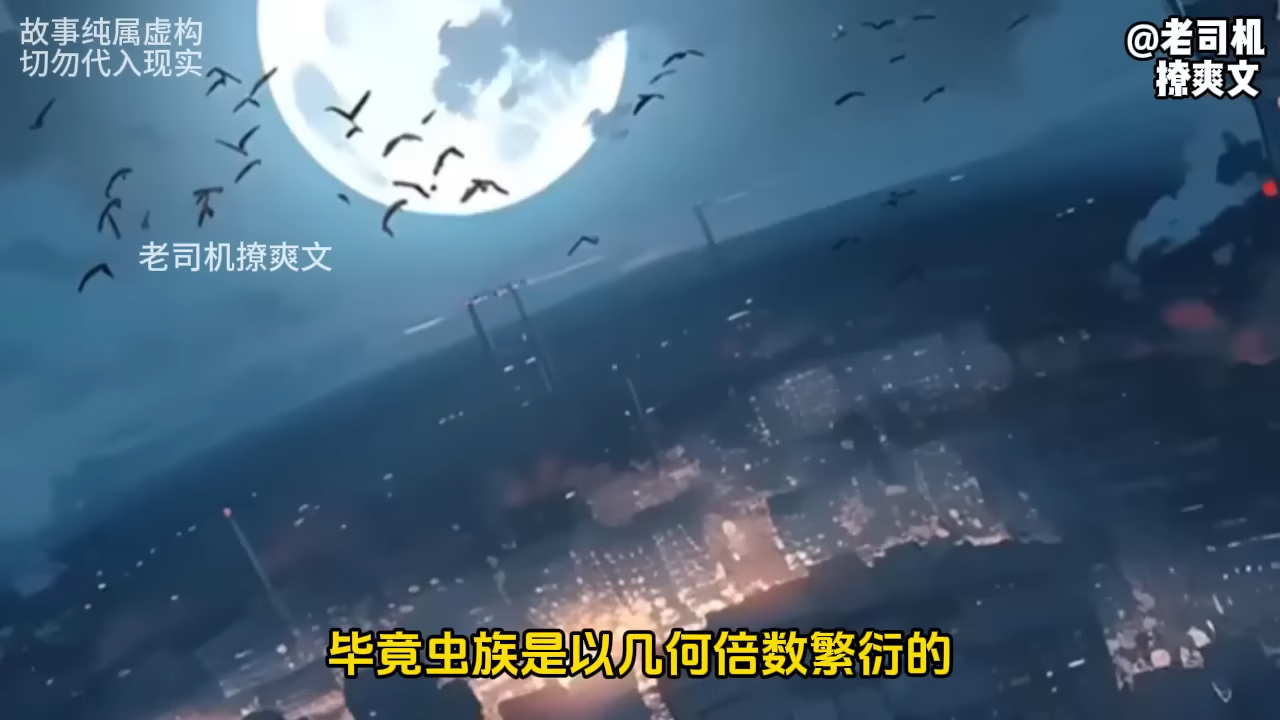 故事纯属虚构
切勿代入现实
@老司机
撩爽文
老司机撩爽文
毕竟虫族是以几何倍数繁衍的